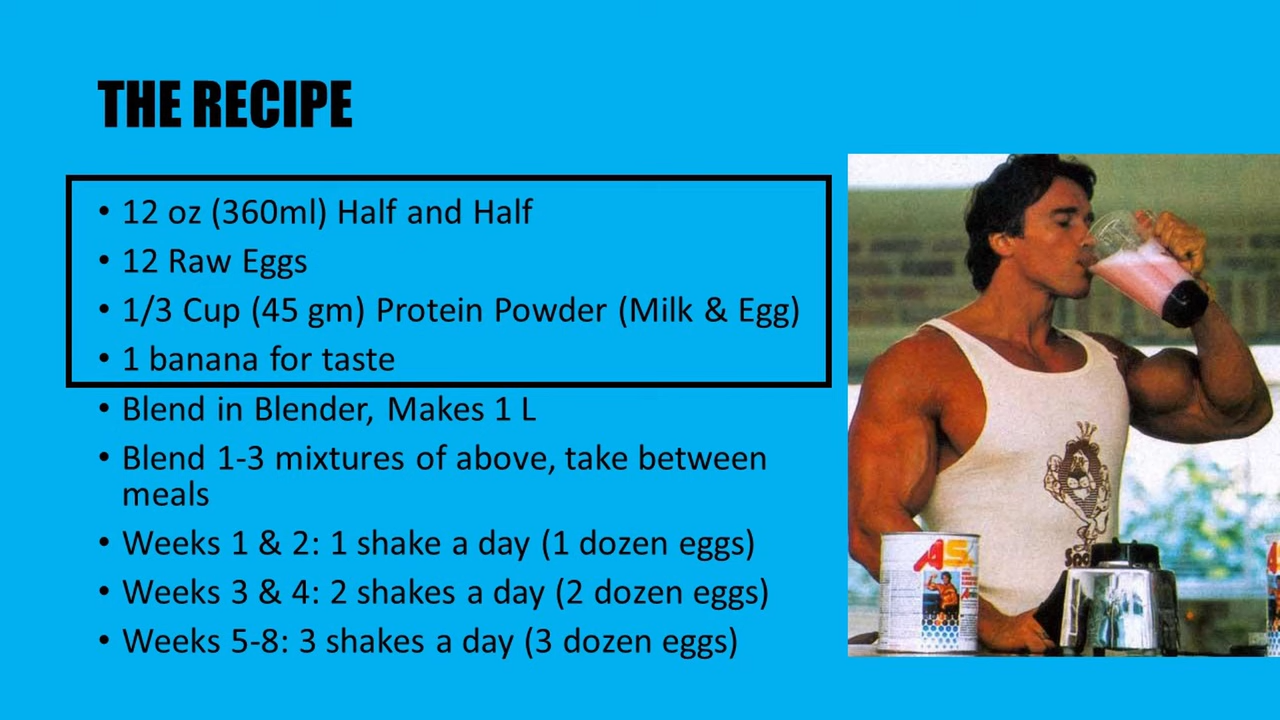 THE RECIPE
• 12 oz (360ml) Half and Half
• 12 Raw Eggs
• 1/3 Cup (45 gm) Protein Powder (Milk & Egg)
• 1 banana for taste
• Blend in Blender, Makes 1 L
• Blend 1-3 mixtures of above, take between
meals
• Weeks 1 & 2: 1 shake a day (1 dozen eggs)
• Weeks 3 & 4: 2 shakes a day (2 dozen eggs)
• Weeks 5-8: 3 shakes a day (3 dozen eggs)